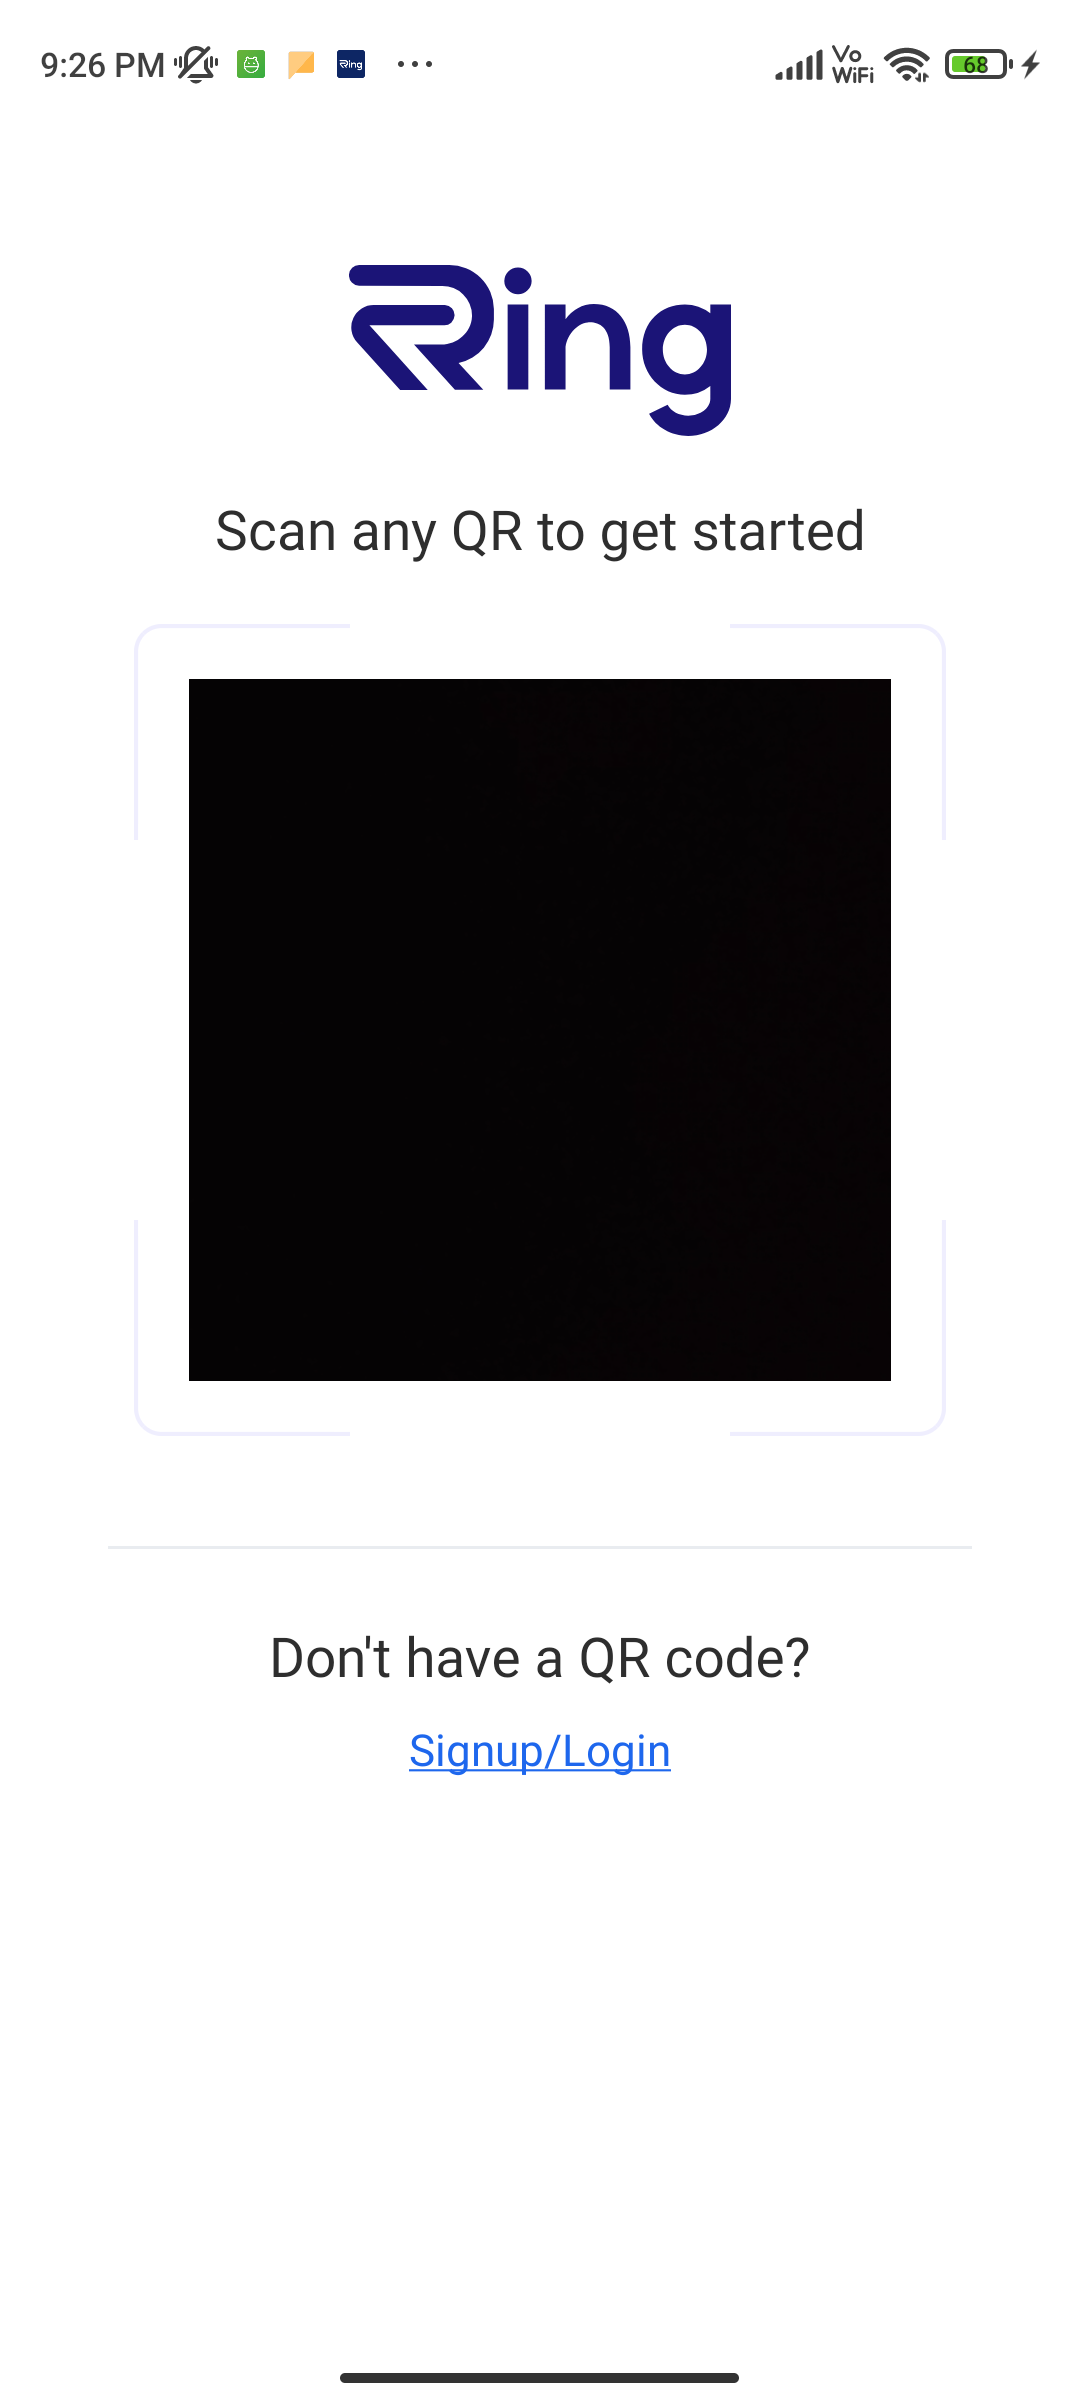 9:26 PM
Ring
Vo
WiFi
68
Ring
Scan any QR to get started
Don't have a QR code?
Signup/Login